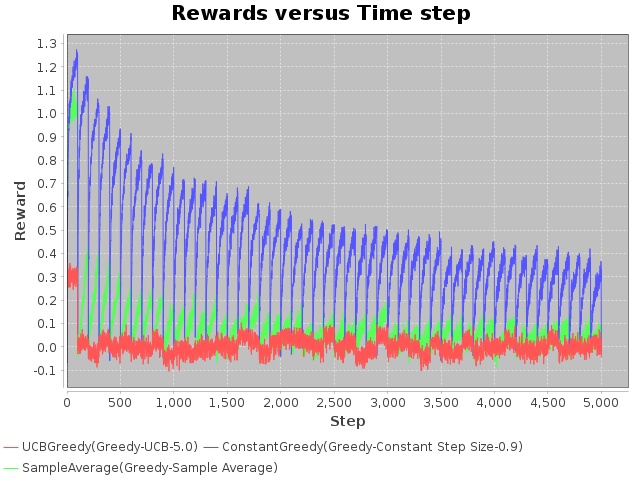 Rewards versus Time step
1.3
1.2
1.1
1.0
0.9
0.8
0.7
0.6
0.5
0.4
0.3
0.2
0.1
0.0
-0.1
Reward
0 500 1,000 1,500 2,000 2,500 3,000 3,500 4,000 4,500 5,000
Step
UCBGreedy(Greedy-UCB-5.0) ConstantGreedy(Greedy-Constant Step Size-0.9)
SampleAverage(Greedy-Sample Average)